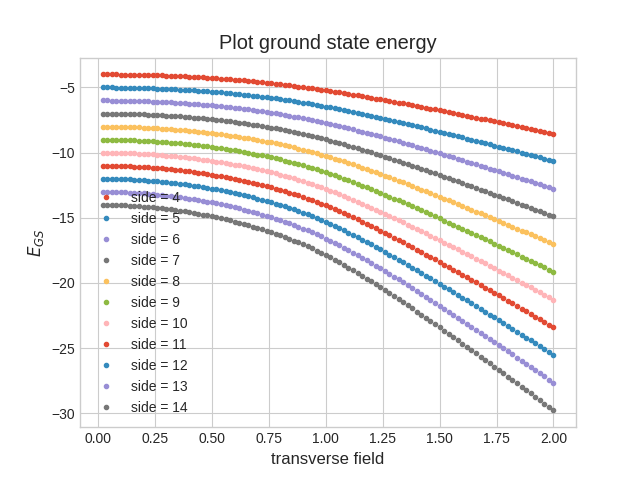 Plot ground state energy
−5
−10
−15
−20
−25
−30
E_GS
side = 4
side = 5
side = 6
side = 7
side = 8
side = 9
side = 10
side = 11
side = 12
side = 13
side = 14
0.00 0.25 0.50 0.75 1.00 1.25 1.50 1.75 2.00
transverse field